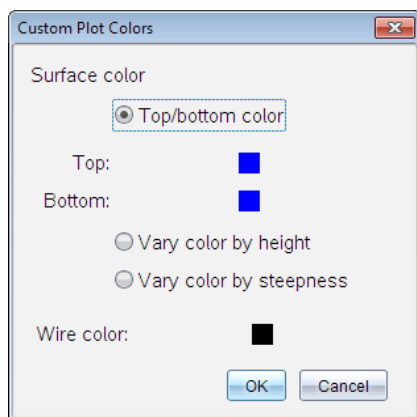 Custom Plot Colors
Surface color
Top/bottom color
Top:
Bottom:
Vary color by height
Vary color by steepness
Wire color:
OK Cancel